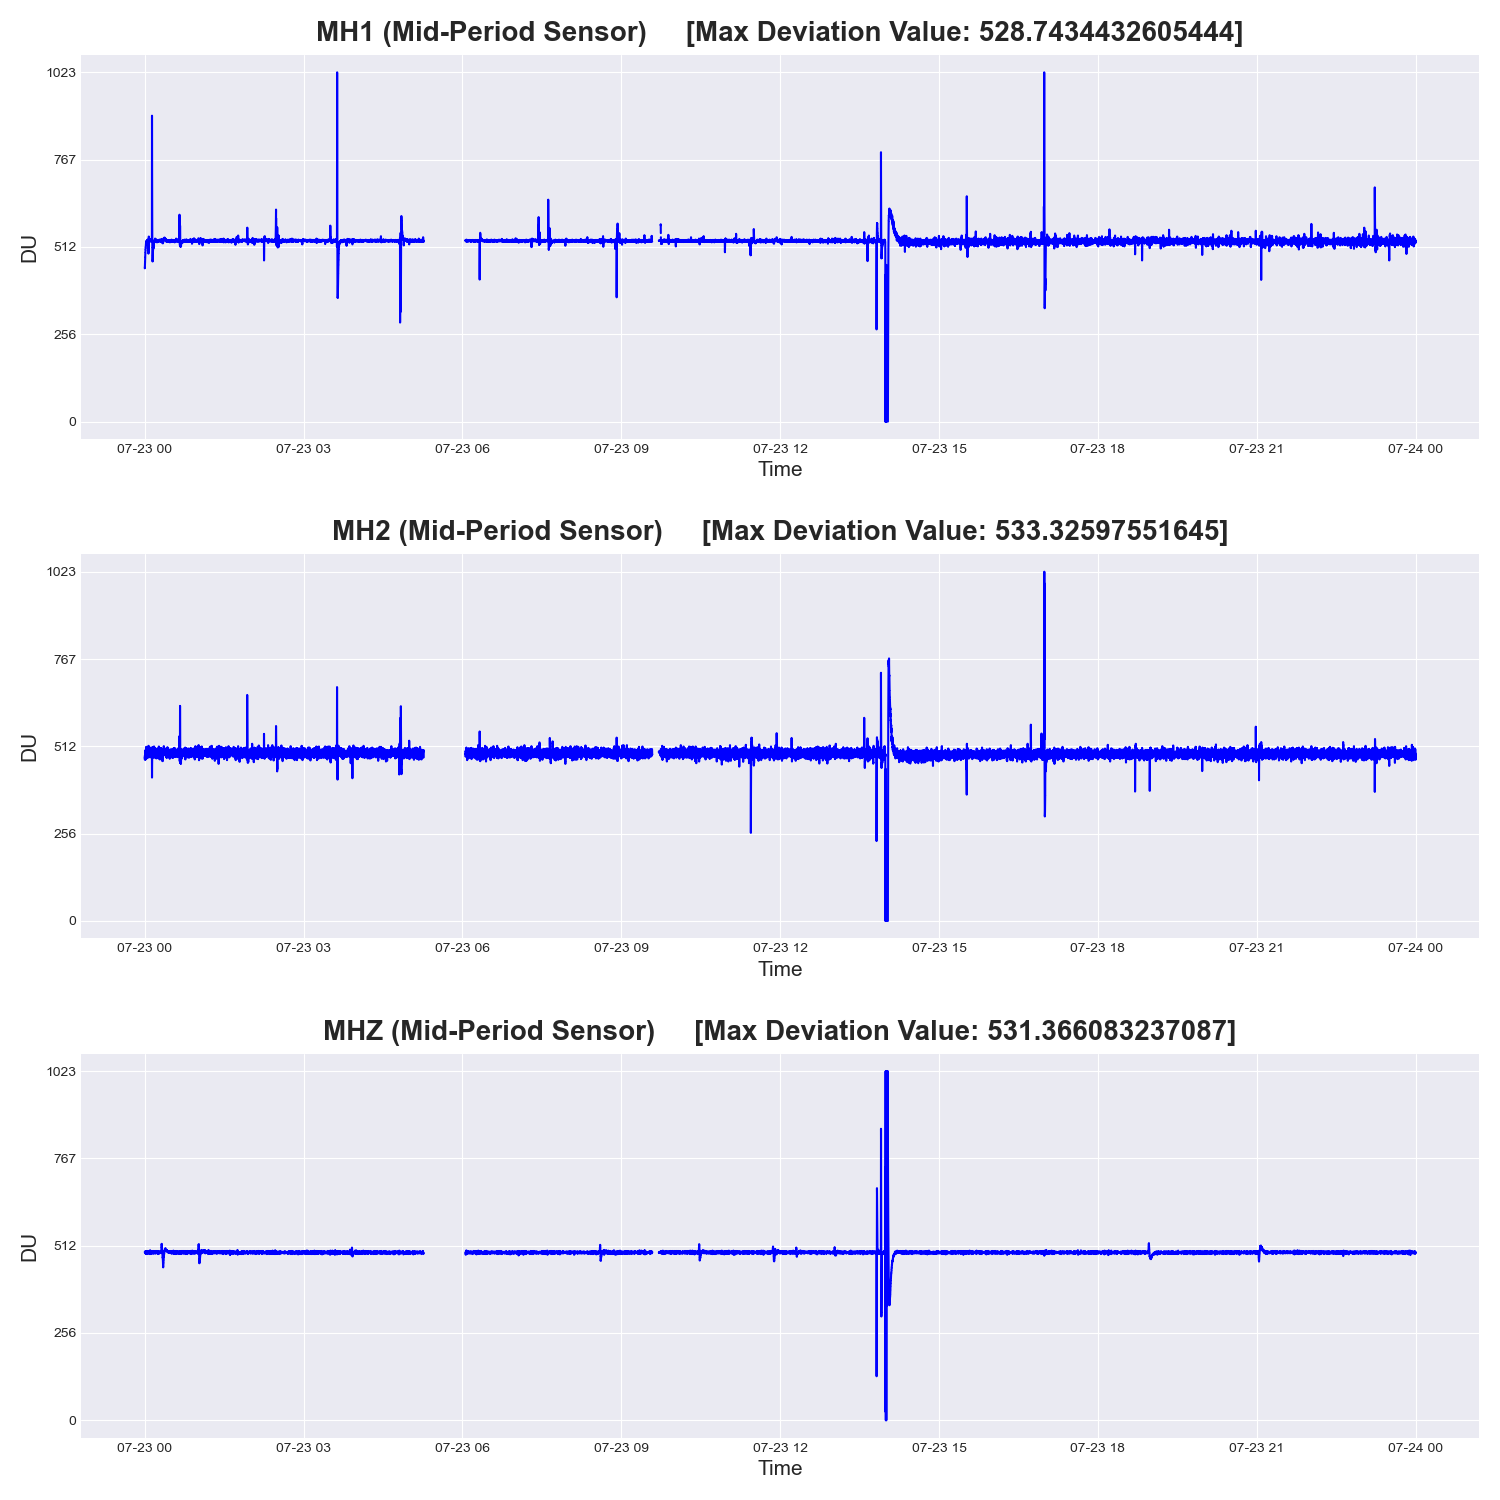 MH1 (Mid-Period Sensor) [Max Deviation Value: 528.7434432605444]
1023
767
512
256
0
DU
07-23 00 07-23 03 07-23 06 07-23 09 07-23 12 07-23 15 07-23 18 07-23 21 07-24 00
Time
MH2 (Mid-Period Sensor) [Max Deviation Value: 533.32597551645]
1023
767
512
256
0
DU
07-23 00 07-23 03 07-23 06 07-23 09 07-23 12 07-23 15 07-23 18 07-23 21 07-24 00
Time
MHZ (Mid-Period Sensor) [Max Deviation Value: 531.366083237087]
1023
767
512
256
0
DU
07-23 00 07-23 03 07-23 06 07-23 09 07-23 12 07-23 15 07-23 18 07-23 21 07-24 00
Time